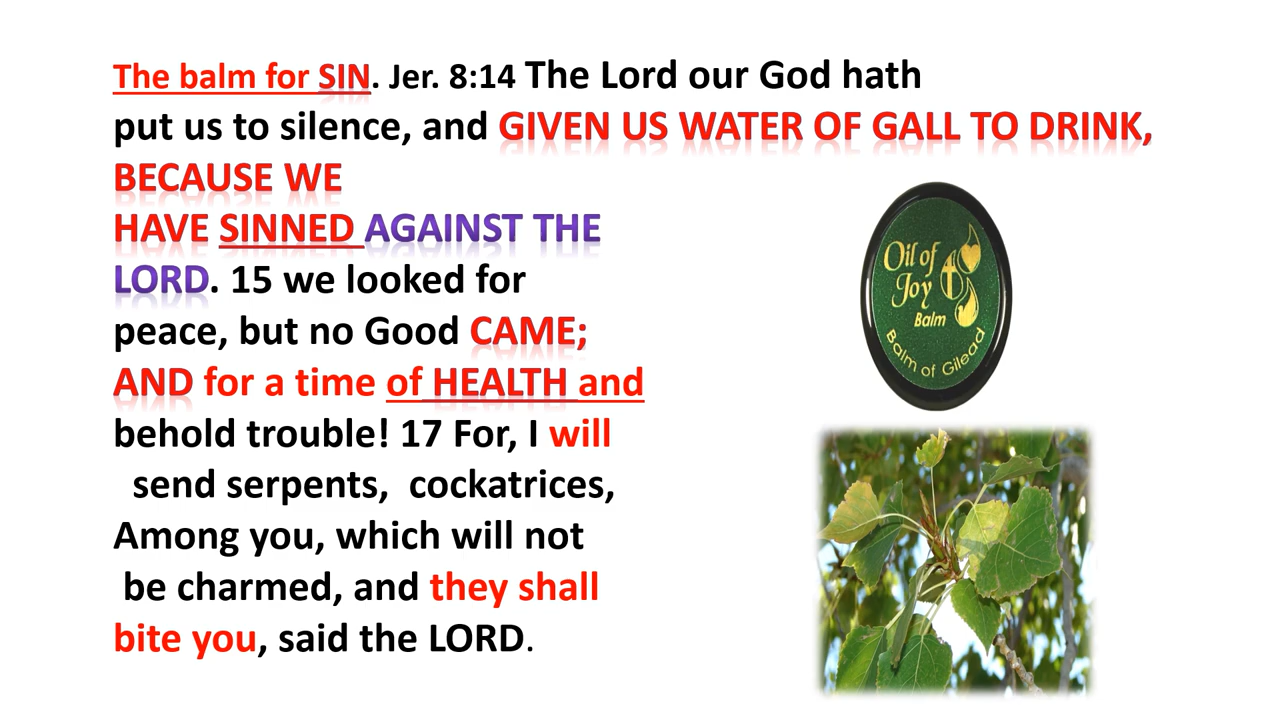 The balm for SIN. Jer. 8:14 The Lord our God hath
put us to silence, and GIVEN US WATER OF GALL TO DRINK,
BECAUSE WE
HAVE SINNED AGAINST THE
LORD. 15 we looked for
peace, but no Good CAME;
AND for a time of HEALTH and
behold trouble! 17 For, I will
send serpents, cockatrices,
Among you, which will not
be charmed, and they shall
bite you, said the LORD.
Oil of
Joy
Balm
Balm of Gilead